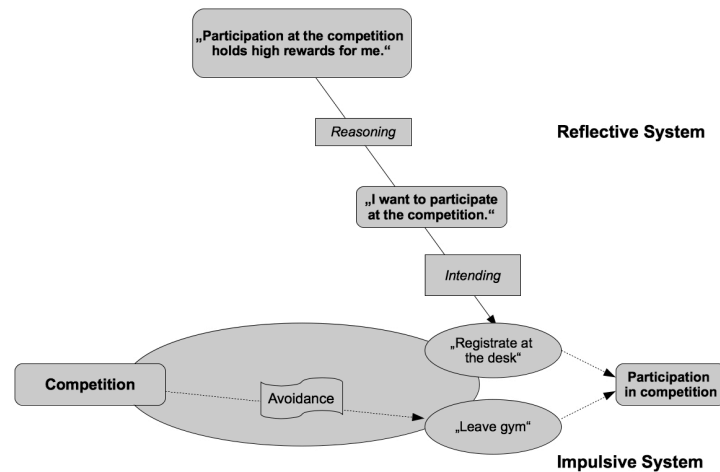 „Participation at the competition
holds high rewards for me.“
Reasoning
Reflective System
„I want to participate
at the competition.“
Intending
„Registrate at
the desk“
Competition
Avoidance
Participation
in competition
„Leave gym“
Impulsive System